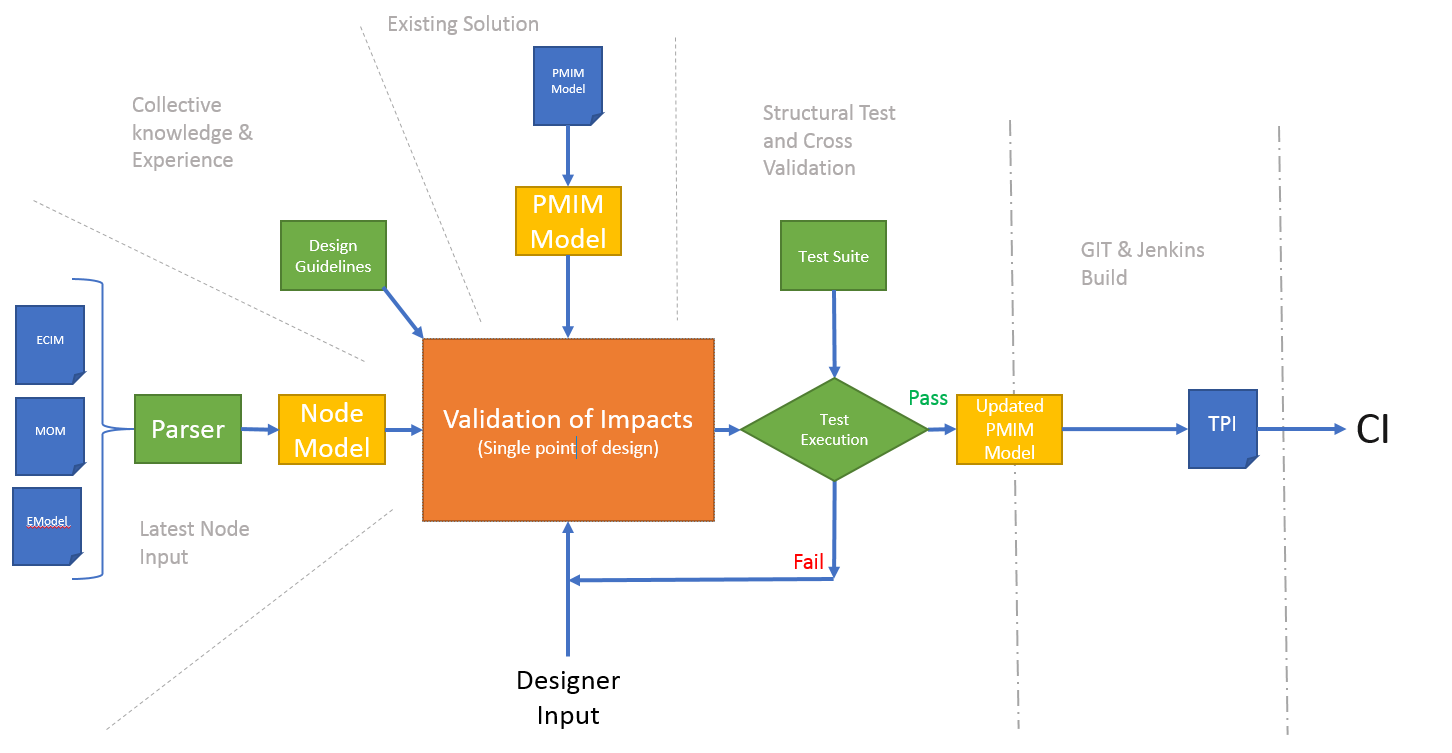 Existing Solution
PMIM
Model
Collective
knowledge &
Experience
Structural Test
and Cross
Validation
PMIM
Model
Design
Guidelines
Test Suite
GIT & Jenkins
Build
ECIM
MOM
EModel
Parser
Node
Model
Validation of Impacts
(Single point of design)
Test
Execution
Pass
Updated
PMIM
Model
TPI
CI
Latest Node
Input
Fail
Designer
Input